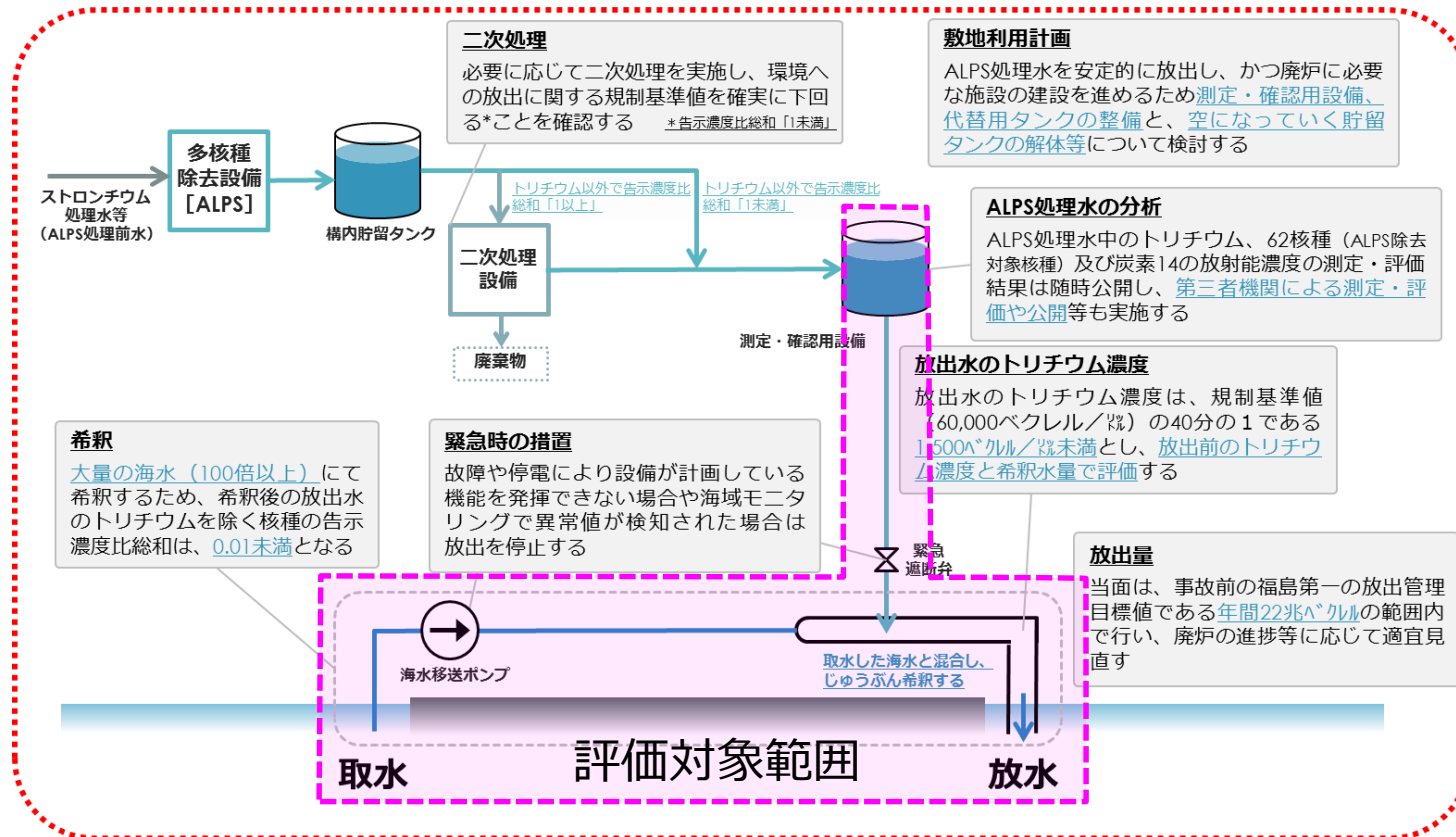 二次処理
必要に応じて二次処理を実施し、環境へ
の放出に関する規制基準値を確実に下回
る*ことを確認する　*告示濃度比総和「1未満」
敷地利用計画
ALPS処理水を安定的に放出し、かつ廃炉に必要
な施設の建設を進めるため測定・確認用設備、
代替用タンクの整備と、空になっていく貯留
タンクの解体等について検討する
多核種
除去設備
[ALPS]
ストロンチウム
処理水等
（ALPS処理前水）
構内貯留タンク
トリチウム以外で告示濃度比
総和「1以上」
トリチウム以外で告示濃度比
総和「1未満」
二次処理
設備
廃棄物
測定・確認用設備
ALPS処理水の分析
ALPS処理水中のトリチウム、62核種（ALPS除去
対象核種）及び炭素14の放射能濃度の測定・評価
結果は随時公開し、第三者機関による測定・評
価や公開等も実施する
放出水のトリチウム濃度
放出水のトリチウム濃度は、規制基準値
（60,000ベクレル／㍑）の40分の１である
1,500ﾍﾞｸﾚﾙ／㍑未満とし、放出前のトリチウ
ム濃度と希釈水量で評価する
希釈
大量の海水（100倍以上）にて
希釈するため、希釈後の放出水
のトリチウムを除く核種の告示
濃度比総和は、0.01未満となる
緊急時の措置
故障や停電により設備が計画している
機能を発揮できない場合や海域モニタ
リングで異常値が検知された場合は
放出を停止する
緊急
遮断弁
放出量
当面は、事故前の福島第一の放出管理
目標値である年間22兆ﾍﾞｸﾚﾙの範囲内
で行い、廃炉の進捗等に応じて適宜見
直す
海水移送ポンプ
取水した海水と混合し、
じゅうぶん希釈する
取水
評価対象範囲
放水